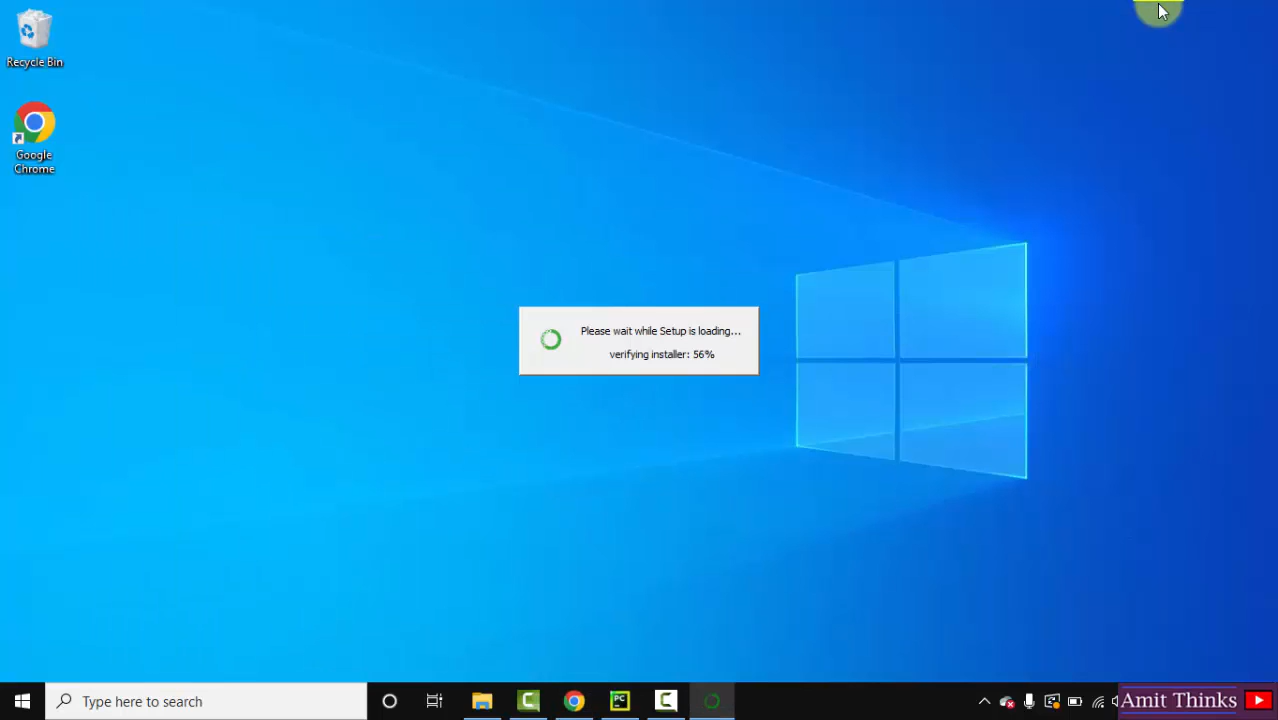 Recycle Bin
Google
Chrome
Please wait while Setup is loading...
verifying installer: 56%
Type here to search
PC
Amit Thinks